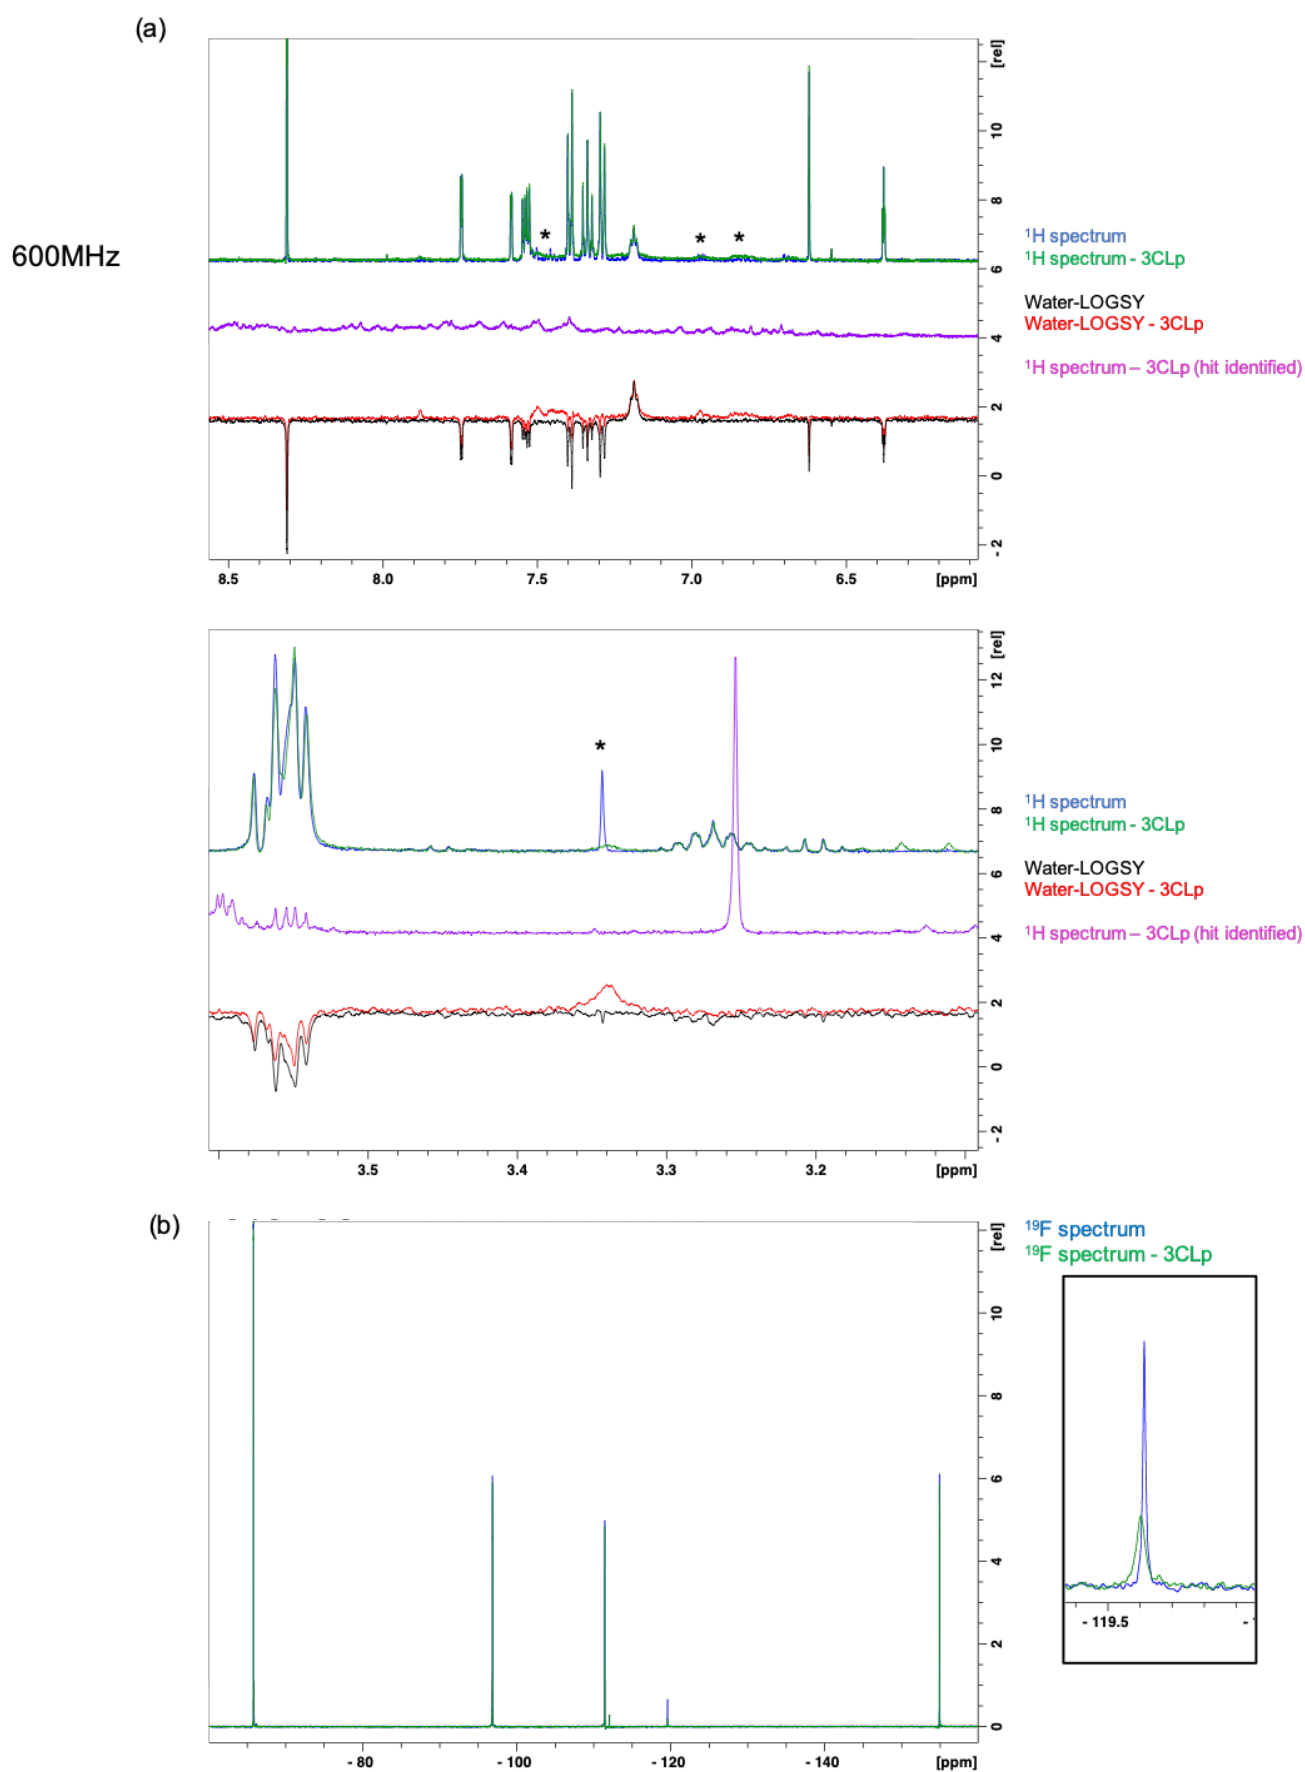 (a)
600MHz
[rel]
10
8
6
4
2
0
- 2
* * *
¹H spectrum
¹H spectrum - 3CLp
Water-LOGSY
Water-LOGSY - 3CLp
¹H spectrum – 3CLp (hit identified)
8.5 8.0 7.5 7.0 6.5 [ppm]
[rel]
12
10
8
6
4
2
0
- 2
*
¹H spectrum
¹H spectrum - 3CLp
Water-LOGSY
Water-LOGSY - 3CLp
¹H spectrum – 3CLp (hit identified)
3.5 3.4 3.3 3.2 [ppm]
(b)
[rel]
10
8
6
4
2
0
¹⁹F spectrum
¹⁹F spectrum - 3CLp
- 119.5
- 80 - 100 - 120 - 140 [ppm]